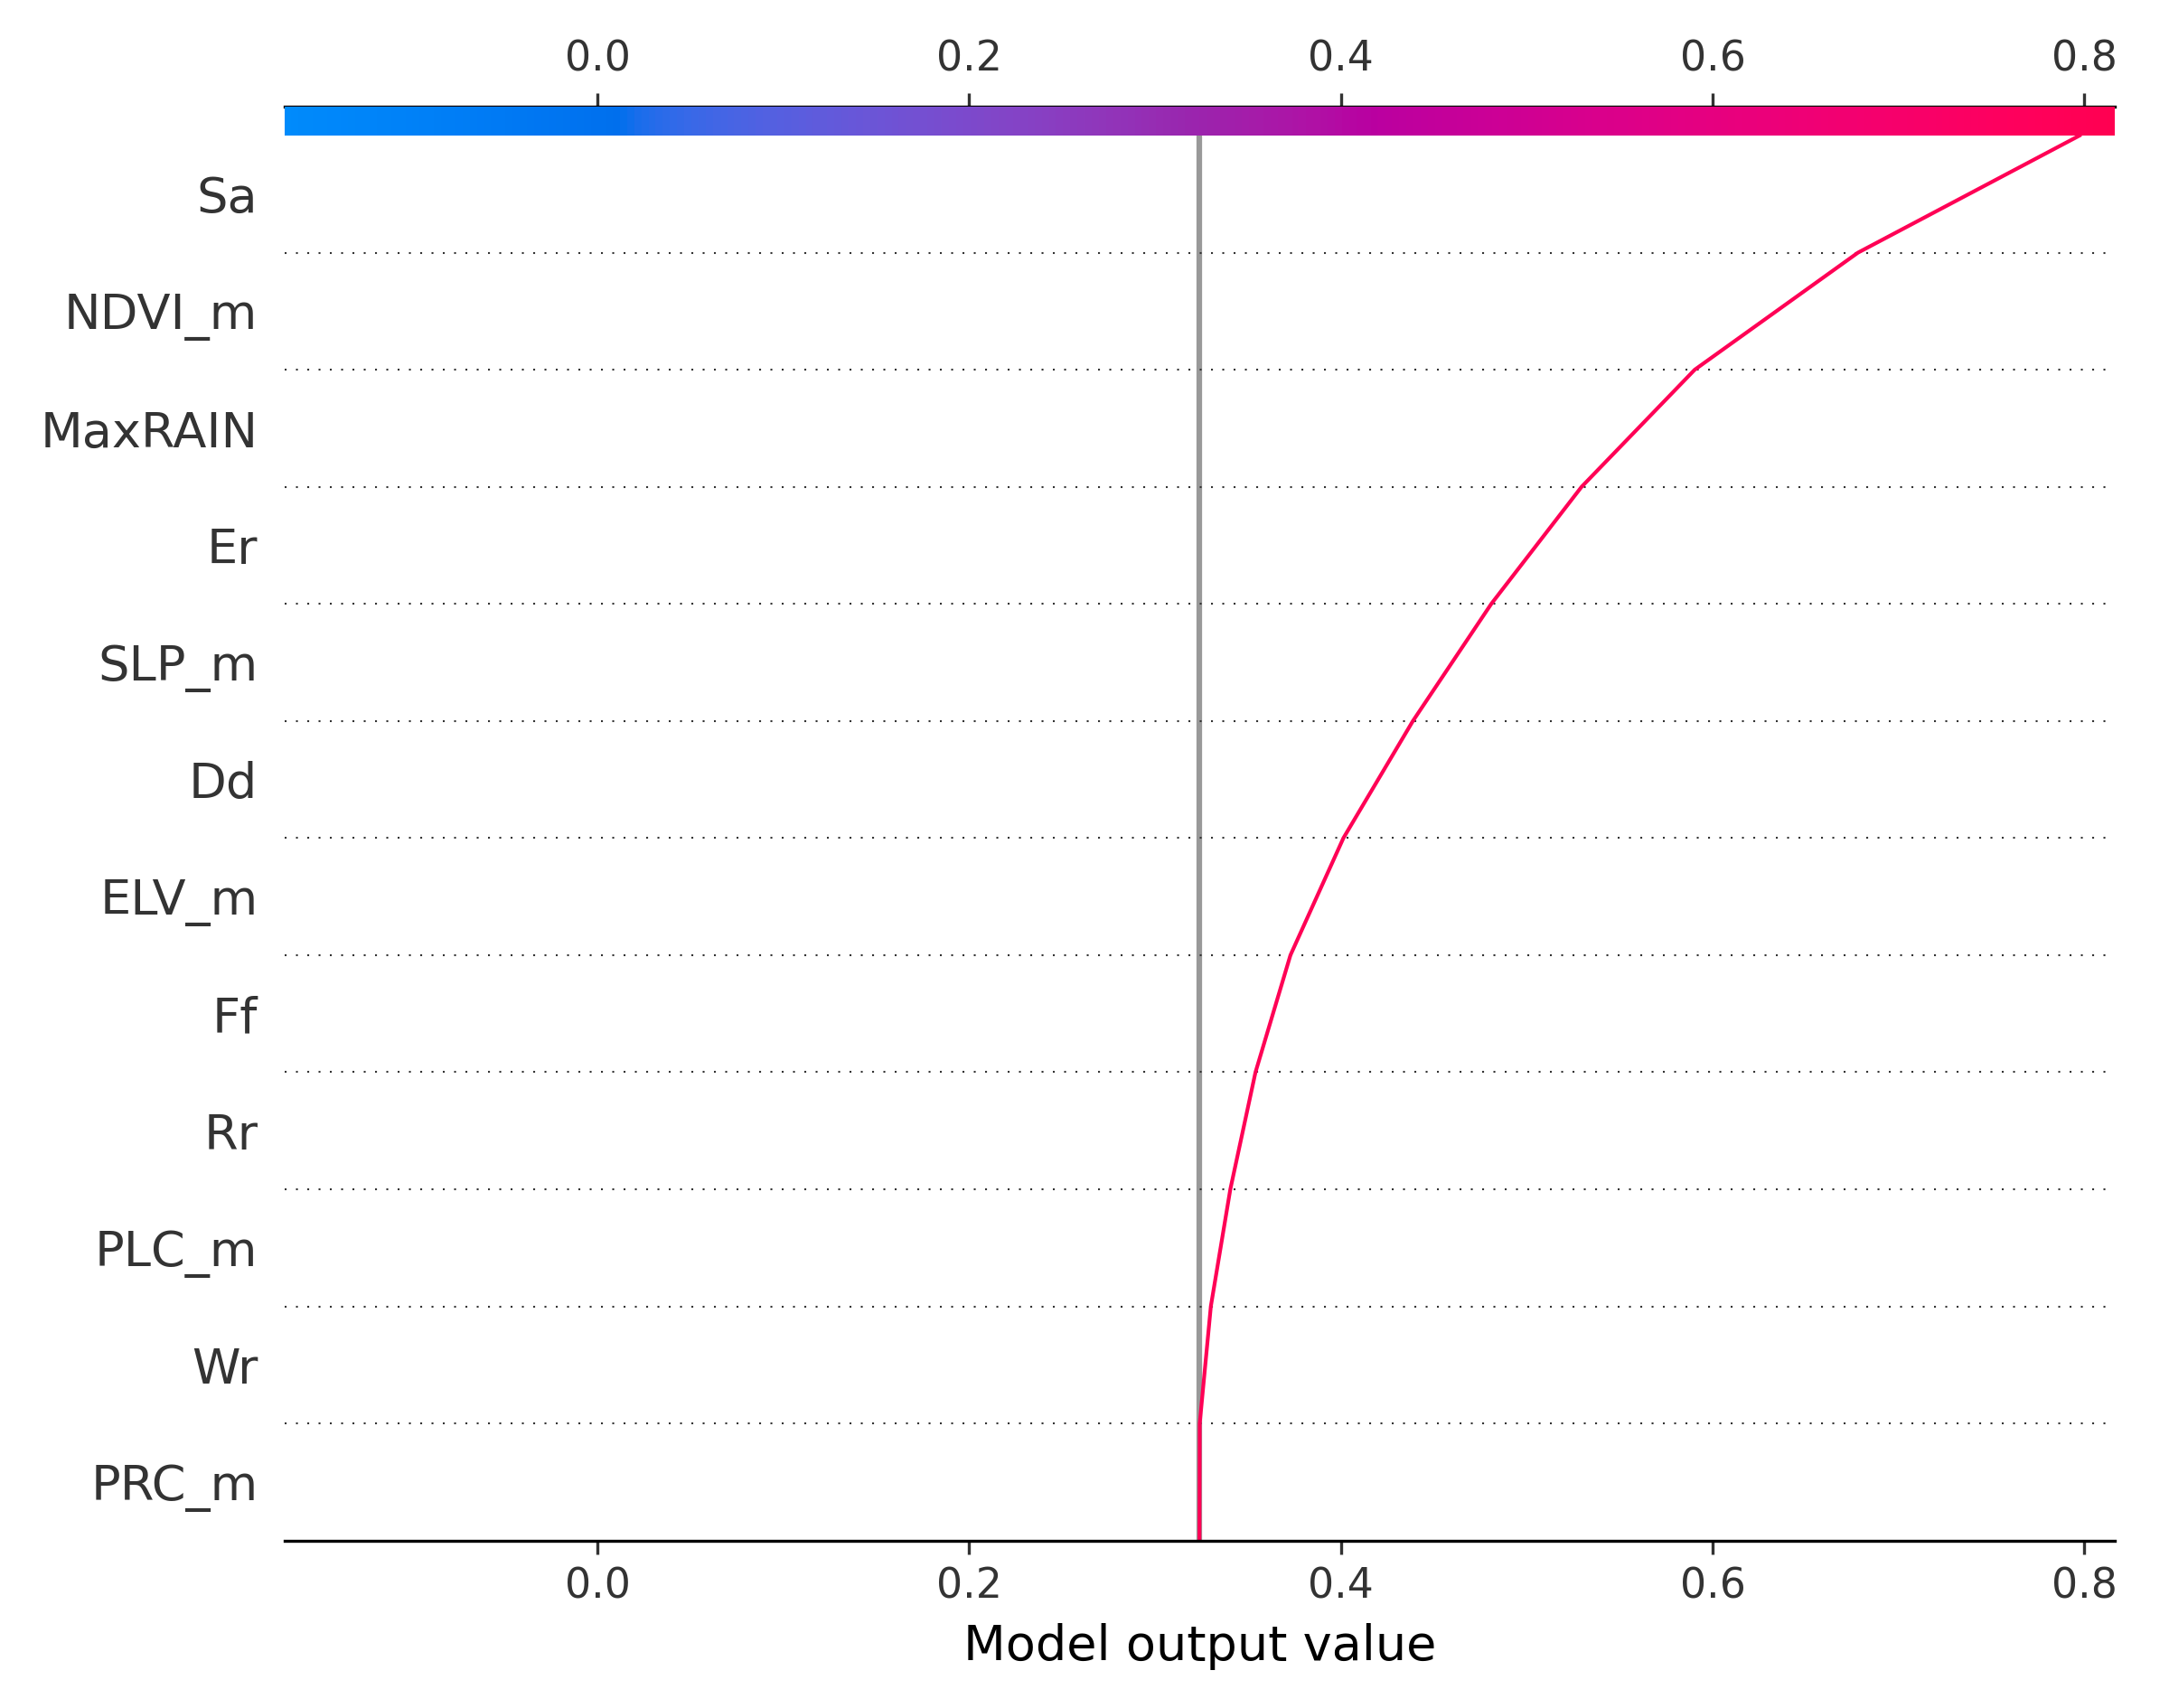 0.0 0.2 0.4 0.6 0.8
Sa
NDVI_m
MaxRAIN
Er
SLP_m
Dd
ELV_m
Ff
Rr
PLC_m
Wr
PRC_m
0.0 0.2 0.4 0.6 0.8
Model output value